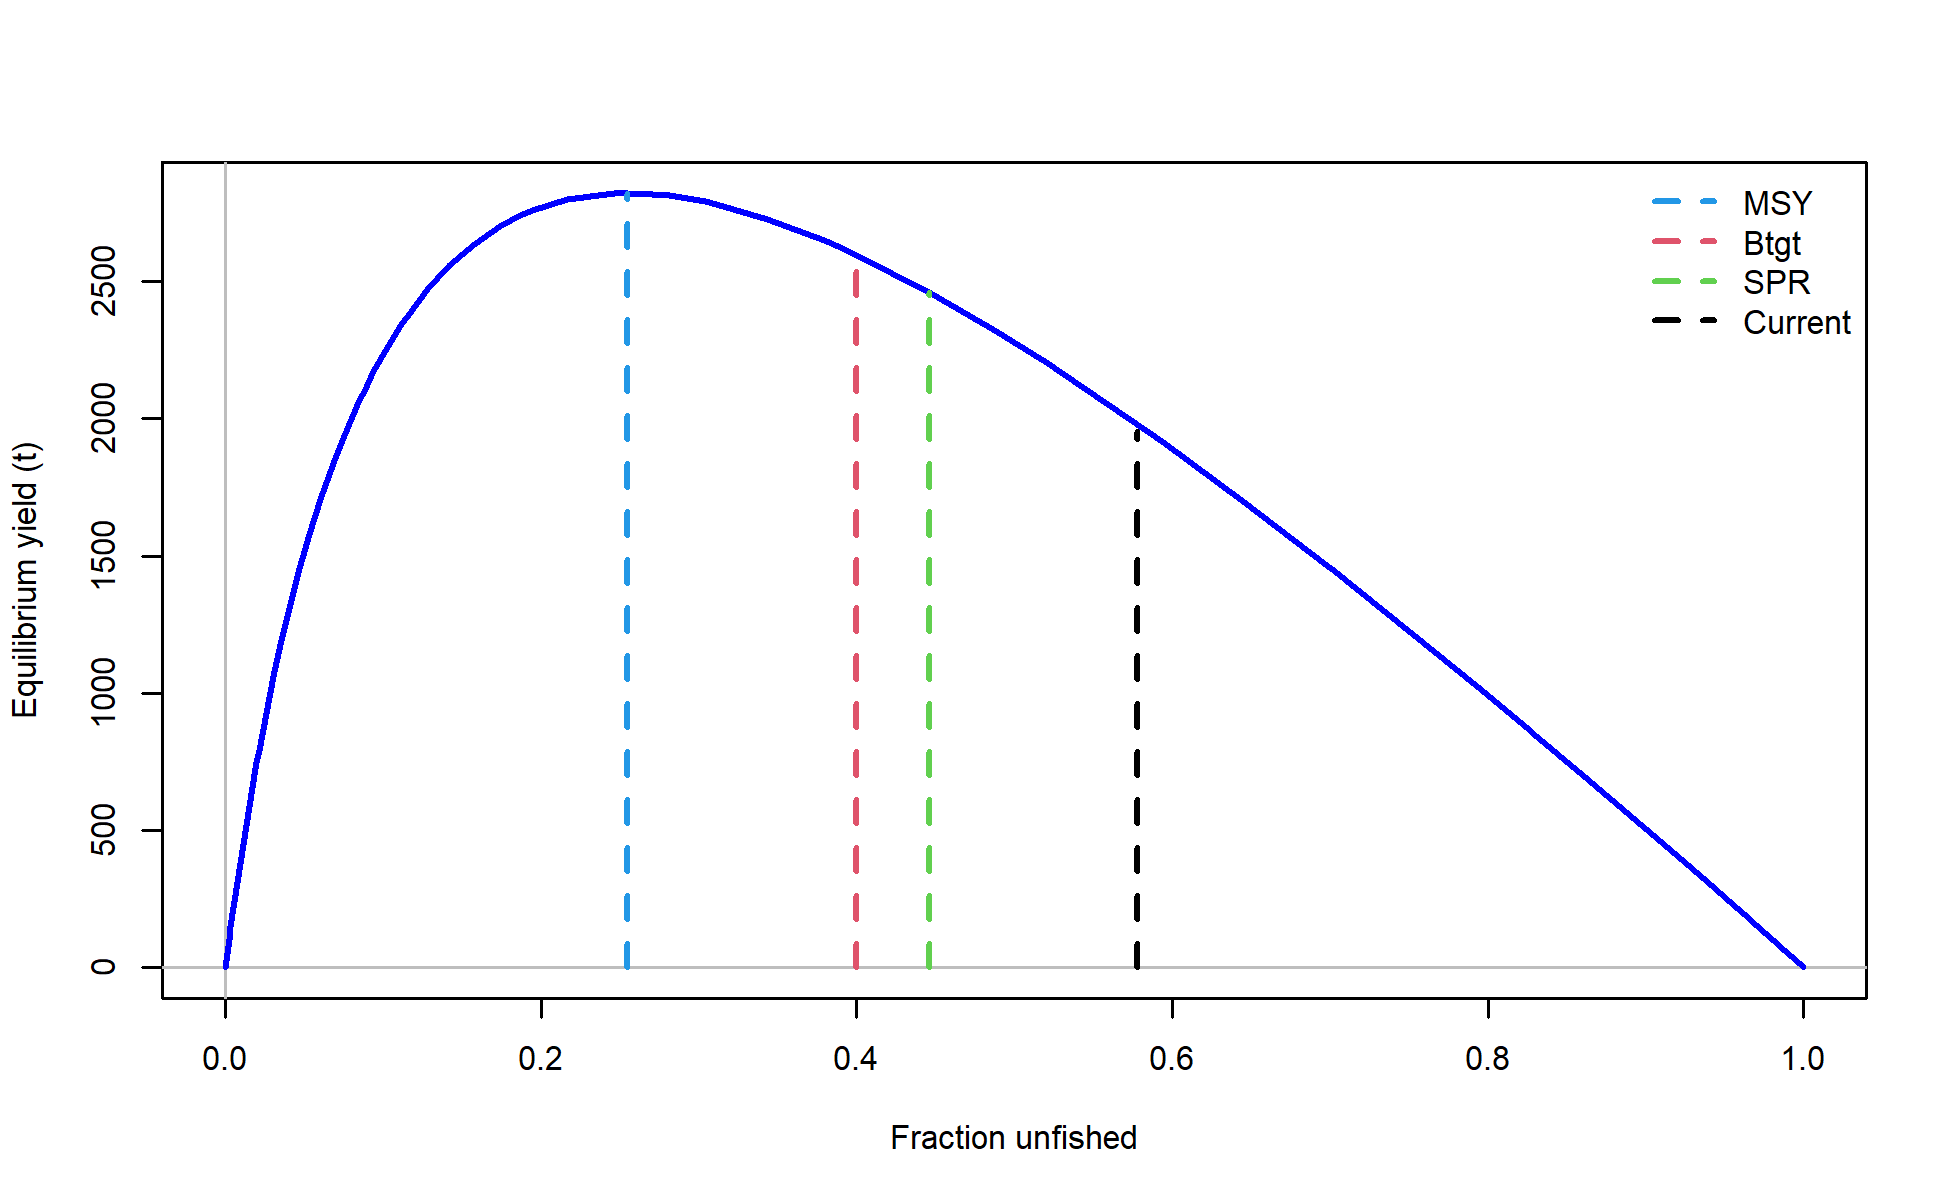 MSY
Btgt
SPR
Current
Equilibrium yield (t)
2500
2000
1500
1000
500
0
0.0 0.2 0.4 0.6 0.8 1.0
Fraction unfished